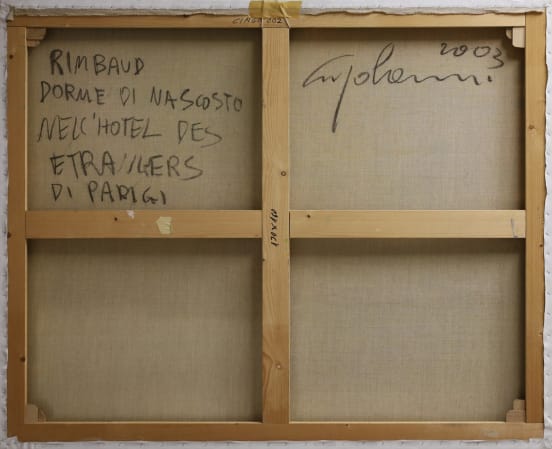 RIMBAUD
DORME DI NASCOSTO
NELL'HOTEL DES
ETRANGERS
DI PARIGI
2003